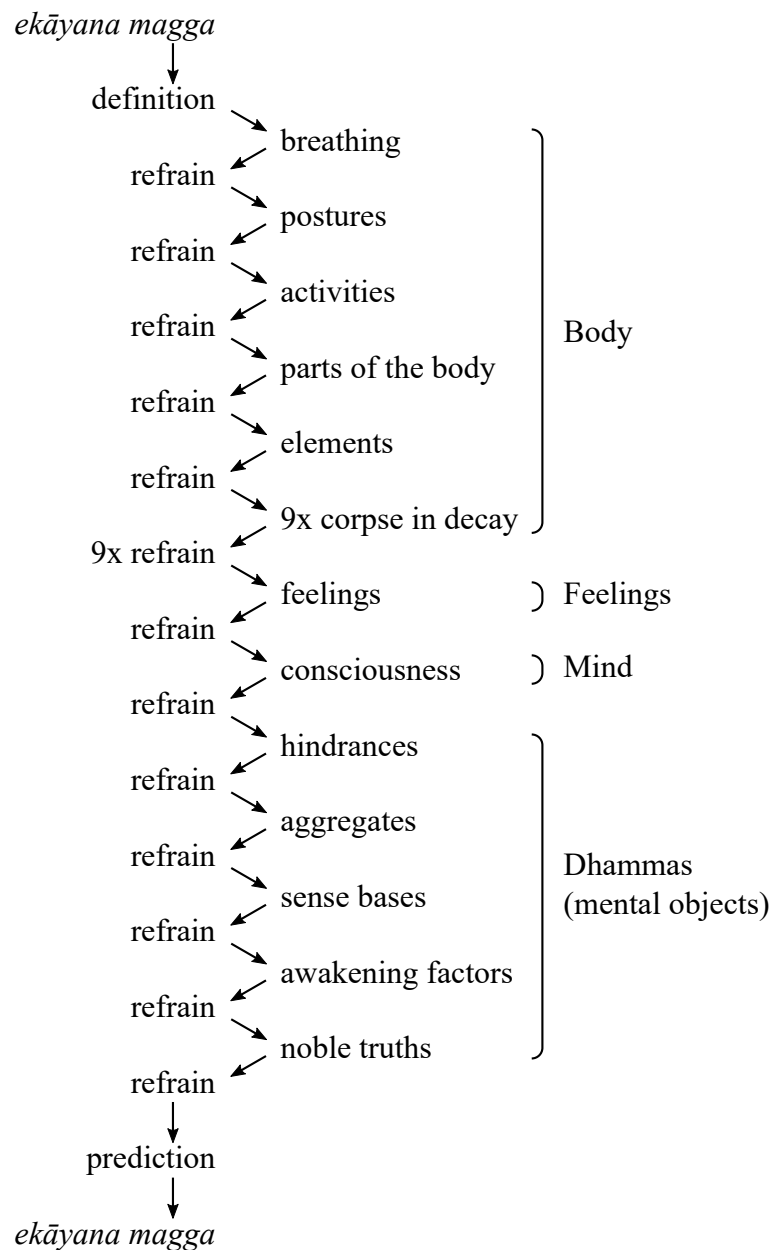 ekāyana magga
definition
breathing
refrain
postures
refrain
activities
refrain
Body
parts of the body
refrain
elements
refrain
9x corpse in decay
9x refrain
feelings
Feelings
refrain
consciousness
Mind
refrain
hindrances
refrain
aggregates
refrain
Dhammas
(mental objects)
sense bases
refrain
awakening factors
refrain
noble truths
refrain
prediction
ekāyana magga